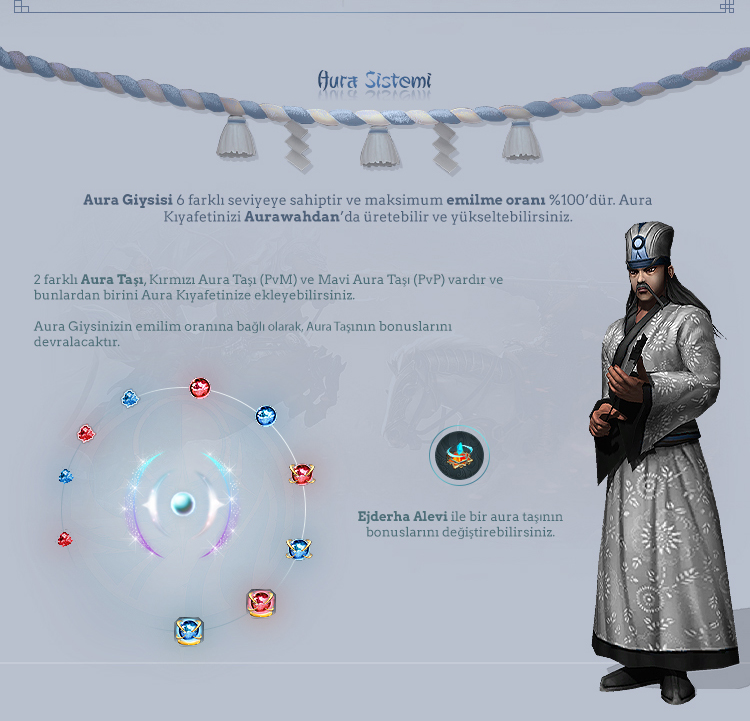 Aura Sistemi
Aura Giysisi 6 farklı seviyeye sahiptir ve maksimum emilme oranı %100’dür. Aura
Kıyafetinizi Aurawahdan’da üretebilir ve yükseltebilirsiniz.
2 farklı Aura Taşı, Kırmızı Aura Taşı (PvM) ve Mavi Aura Taşı (PvP) vardır ve
bunlardan birini Aura Kıyafetinize ekleyebilirsiniz.
Aura Giysinizin emilim oranına bağlı olarak, Aura Taşının bonuslarını
devralacaktır.
Ejderha Alevi ile bir aura taşının
bonuslarını değiştirebilirsiniz.